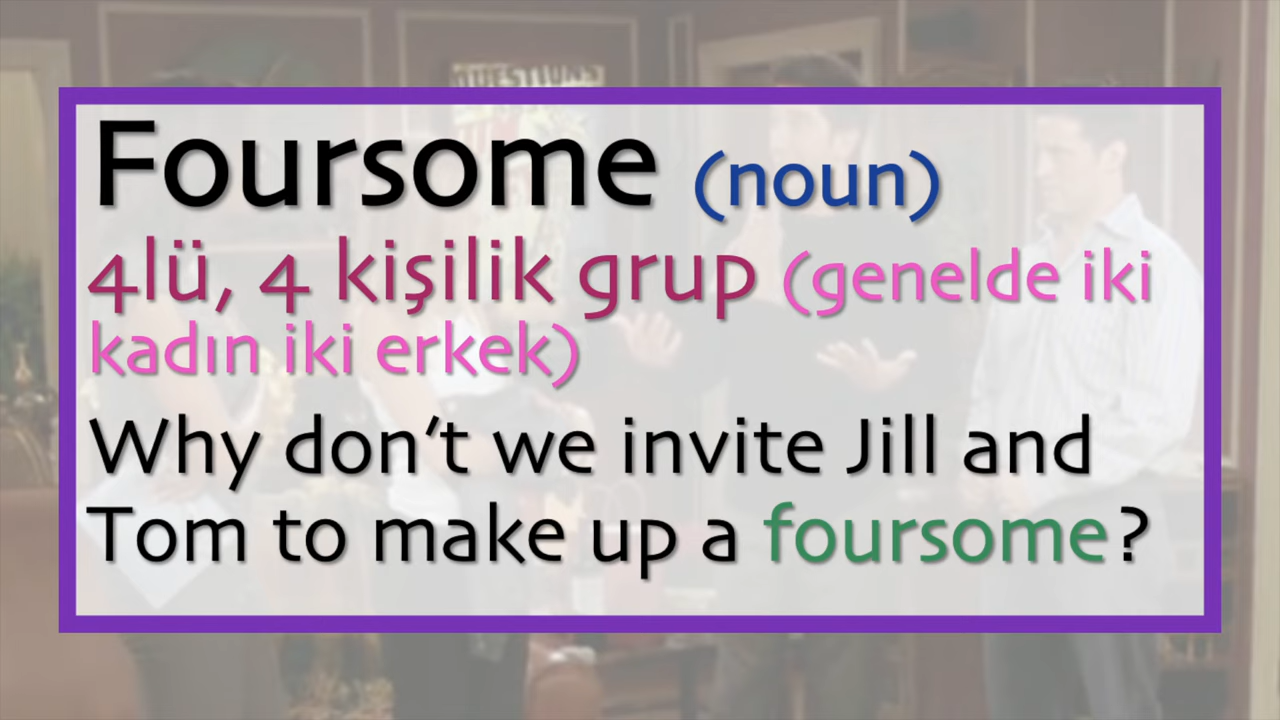 QUESTIONS
Foursome (noun)
4lü, 4 kişilik grup (genelde iki
kadın iki erkek)
Why don't we invite Jill and
Tom to make up a foursome?